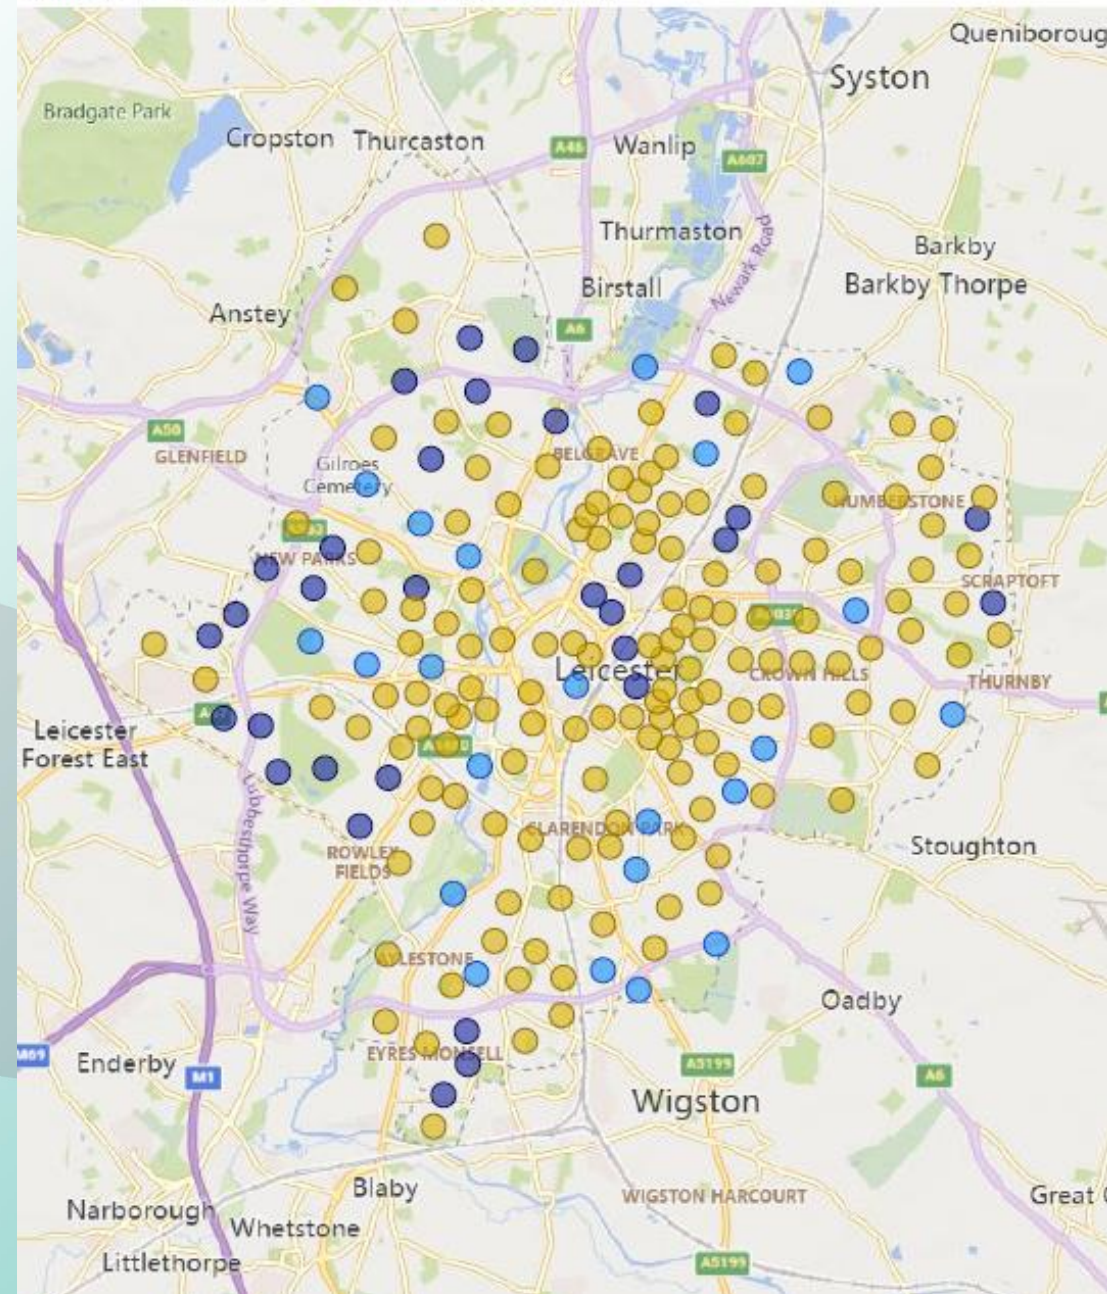 Queniboroug
Syston
Bradgate Park
Cropston
Thurcaston
A46
Wanlip
A607
Thurmaston
Newark Road
Barkby
Barkby Thorpe
Birstall
Anstey
A6
A50
GLENFIELD
BELGRAVE
Gilroes
Cemetery
HUMBERSTONE
NEW PARKS
SCRAPTOFT
Leicester
CROWN HILLS
THURNBY
Leicester
Forest East
Lubbesthorpe Way
CLARENDON PARK
ROWLEY
FIELDS
Stoughton
AYLESTONE
Oadby
EYRES MONSELL
Enderby
M69
M1
A5199
A6
Wigston
Blaby
WIGSTON HARCOURT
Great
Narborough
Whetstone
Littlethorpe
A5199